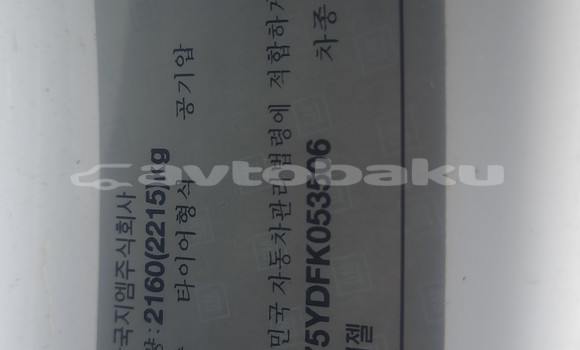 국지엠주식회사
: 2160(2215)kg
타이어형식 공기압
민국 자동차관리법령에 적합하게
5YDFK053506 차종
젤
avtobaku